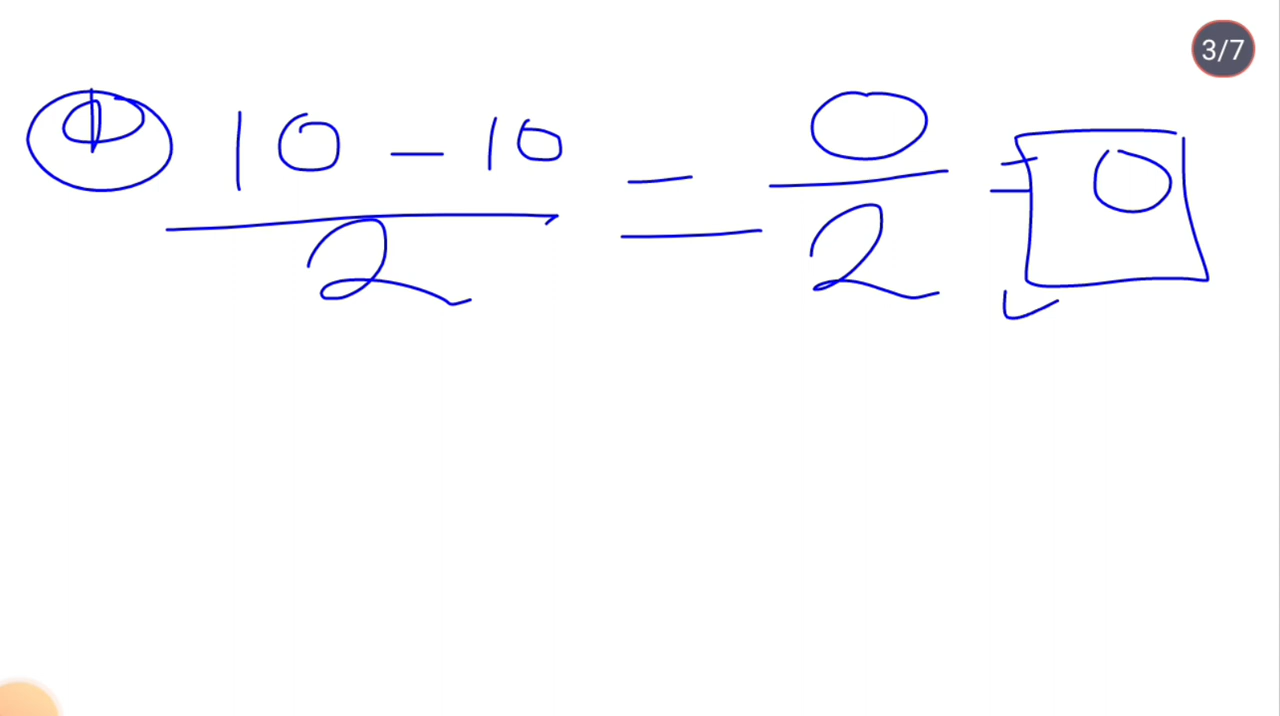 3/7
① 10 - 10 = 0 = 0
2 2